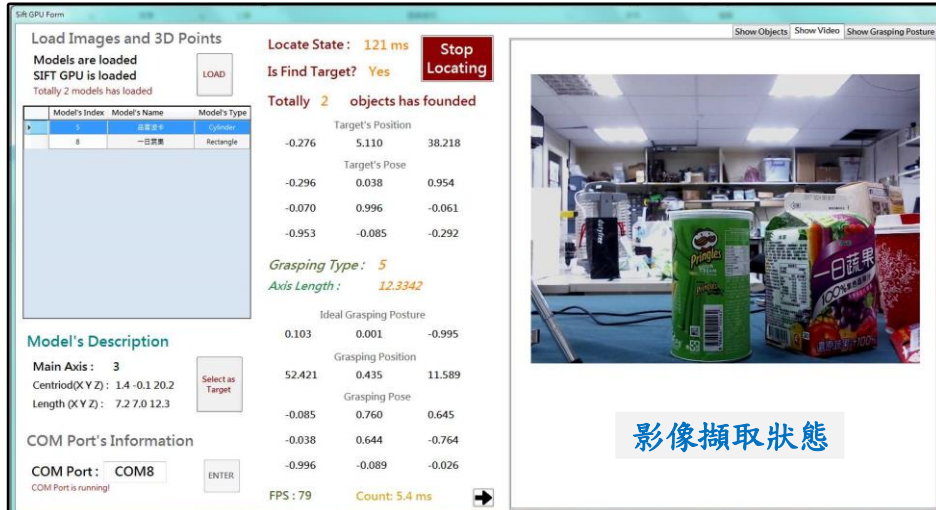 Sift GPU Form
Load Images and 3D Points
Models are loaded
SIFT GPU is loaded
Totally 2 models has loaded
LOAD
Model's Index Model's Name Model's Type
5 品客洋卡 Cylinder
8 一日蔬果 Rectangle
Model's Description
Main Axis : 3
Centriod(X Y Z) : 1.4 -0.1 20.2
Length (X Y Z) : 7.2 7.0 12.3
Select as
Target
COM Port's Information
COM Port : COM8
COM Port is running!
ENTER
Locate State : 121 ms
Is Find Target? Yes
Stop
Locating
Totally 2 objects has founded
Target's Position
-0.276 5.110 38.218
Target's Pose
-0.296 0.038 0.954
-0.070 0.996 -0.061
-0.953 -0.085 -0.292
Grasping Type : 5
Axis Length : 12.3342
Ideal Grasping Posture
0.103 0.001 -0.995
Grasping Position
52.421 0.435 11.589
Grasping Pose
-0.085 0.760 0.645
-0.038 0.644 -0.764
-0.996 -0.089 -0.026
FPS : 79 Count: 5.4 ms
Show Objects Show Video Show Grasping Posture
Pringles
一日蔬果
100%
影像擷取狀態